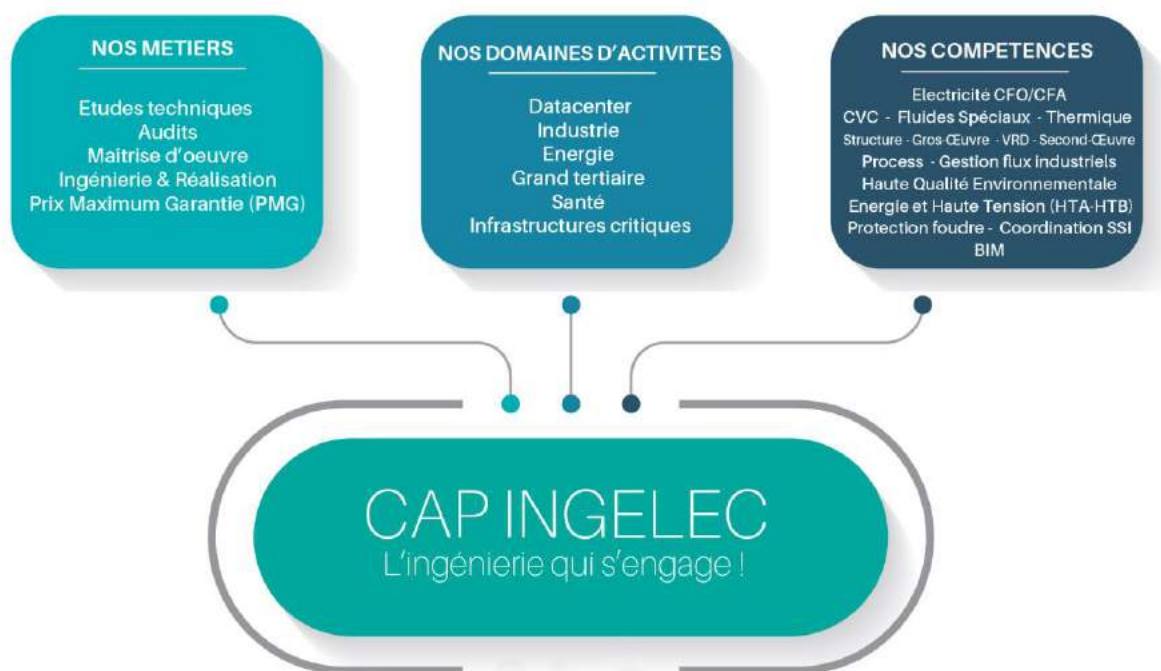 NOS METIERS
Etudes techniques
Audits
Maîtrise d'oeuvre
Ingénierie & Réalisation
Prix Maximum Garantie (PMG)
NOS DOMAINES D'ACTIVITES
Datacenter
Industrie
Energie
Grand tertiaire
Santé
Infrastructures critiques
NOS COMPETENCES
Electricité CFO/CFA
CVC - Fluides Spéciaux - Thermique
Structure - Gros-Œuvre - VRD - Second-Œuvre
Process - Gestion flux industriels
Haute Qualité Environnementale
Energie et Haute Tension (HTA-HTB)
Protection foudre - Coordination SSI
BIM
CAP INGELEC
L'ingénierie qui s'engage !